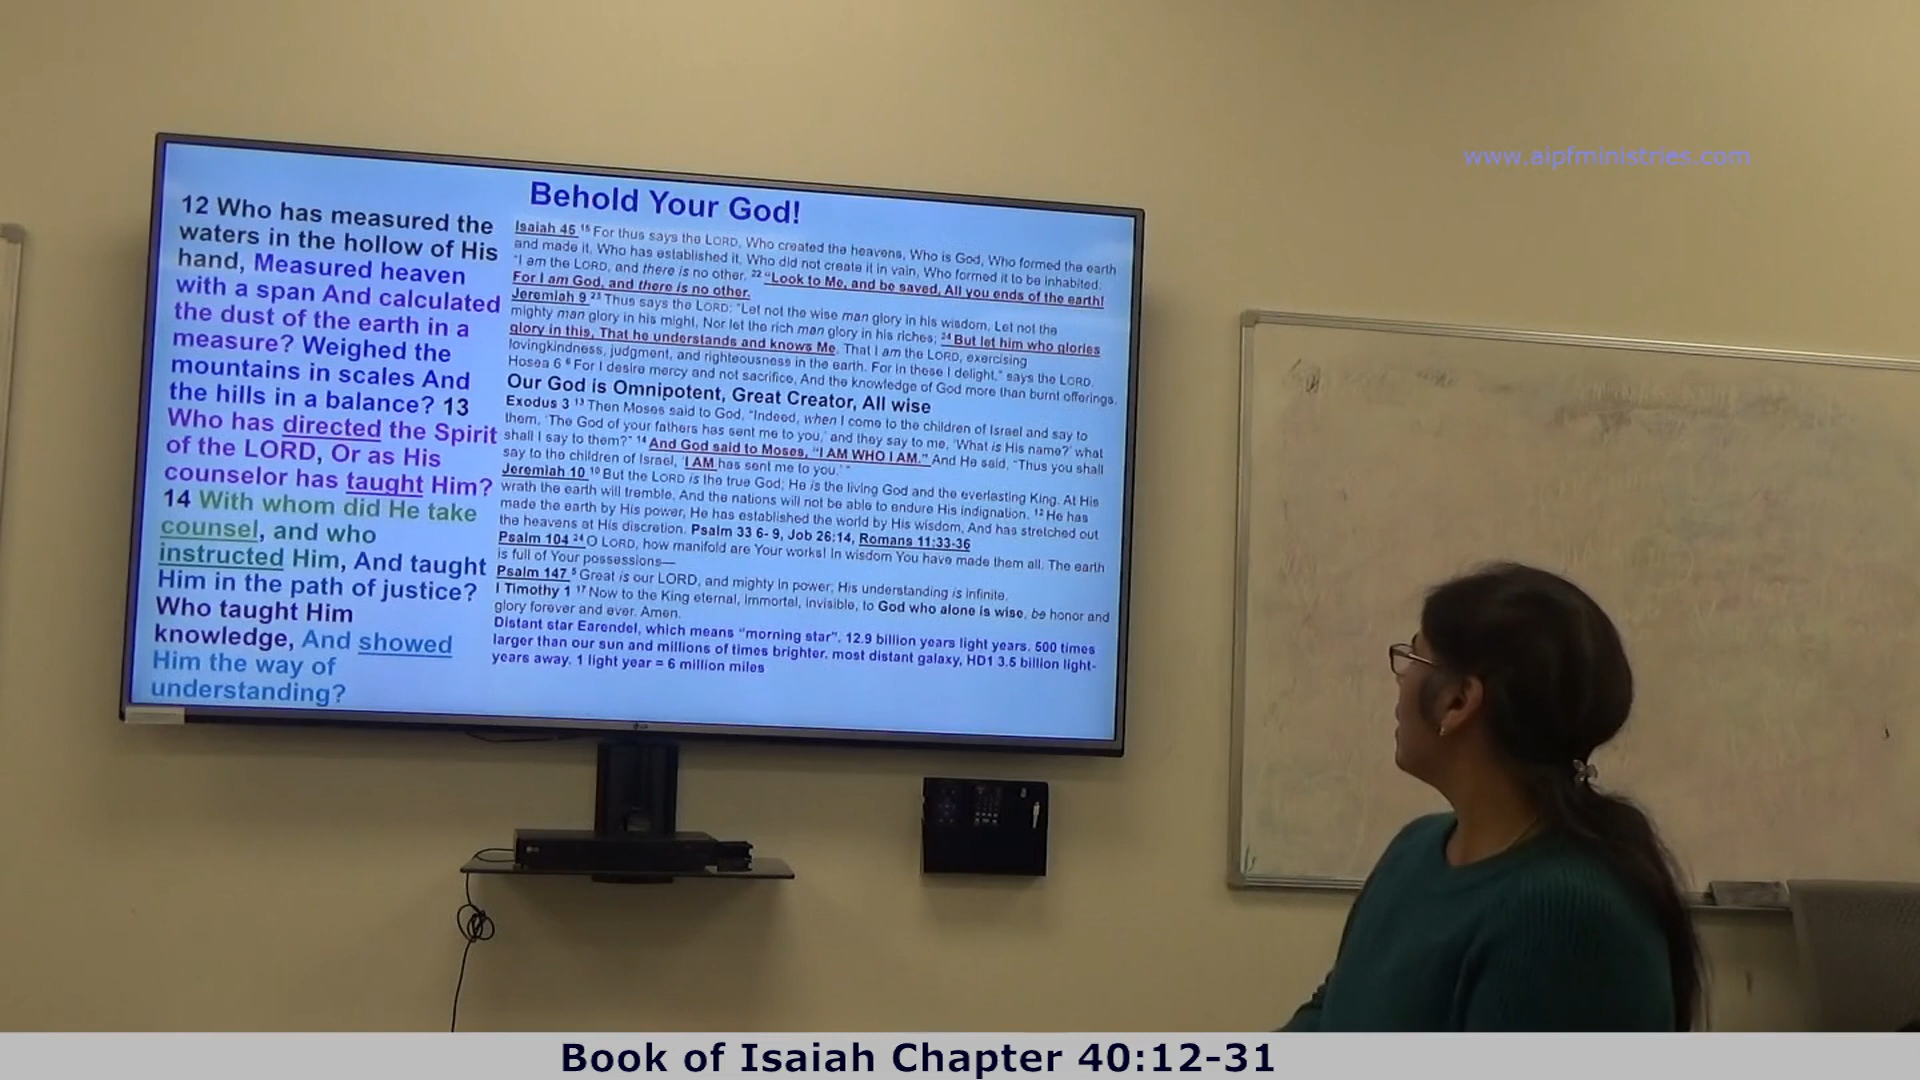 www.aipfministries.com
Behold Your God!
12 Who has measured the
waters in the hollow of His
hand, Measured heaven
with a span And calculated
the dust of the earth in a
measure? Weighed the
mountains in scales And
the hills in a balance? 13
Who has directed the Spirit
of the LORD, Or as His
counselor has taught Him?
14 With whom did He take
counsel, and who
instructed Him, And taught
Him in the path of justice?
Who taught Him
knowledge, And showed
Him the way of
understanding?
Isaiah 45 18 For thus says the LORD, Who created the heavens, Who is God, Who formed the earth
and made it, Who has established it, Who did not create it in vain, Who formed it to be inhabited:
"I am the LORD, and there is no other. 22 "Look to Me, and be saved, All you ends of the earth!
For I am God, and there is no other.
Jeremiah 9 23 Thus says the LORD: "Let not the wise man glory in his wisdom, Let not the
mighty man glory in his might, Nor let the rich man glory in his riches; 24 But let him who glories
glory in this, That he understands and knows Me, That I am the LORD, exercising
lovingkindness, judgment, and righteousness in the earth. For in these I delight," says the LORD.
Hosea 6 6 For I desire mercy and not sacrifice, And the knowledge of God more than burnt offerings.
Our God is Omnipotent, Great Creator, All wise
Exodus 3 13 Then Moses said to God, "Indeed, when I come to the children of Israel and say to
them, 'The God of your fathers has sent me to you,' and they say to me, 'What is His name?' what
shall I say to them?" 14 And God said to Moses, "I AM WHO I AM." And He said, "Thus you shall
say to the children of Israel, 'I AM has sent me to you.' "
Jeremiah 10 10 But the LORD is the true God; He is the living God and the everlasting King. At His
wrath the earth will tremble, And the nations will not be able to endure His indignation. 12 He has
made the earth by His power, He has established the world by His wisdom, And has stretched out
the heavens at His discretion. Psalm 33 6- 9, Job 26:14, Romans 11:33-36
Psalm 104 24 O LORD, how manifold are Your works! In wisdom You have made them all. The earth
is full of Your possessions—
Psalm 147 5 Great is our LORD, and mighty in power; His understanding is infinite.
I Timothy 1 17 Now to the King eternal, immortal, invisible, to God who alone is wise, be honor and
glory forever and ever. Amen.
Distant star Earendel, which means "morning star". 12.9 billion years light years. 500 times
larger than our sun and millions of times brighter. most distant galaxy, HD1 3.5 billion light-
years away. 1 light year = 6 million miles
LG
Book of Isaiah Chapter 40:12-31